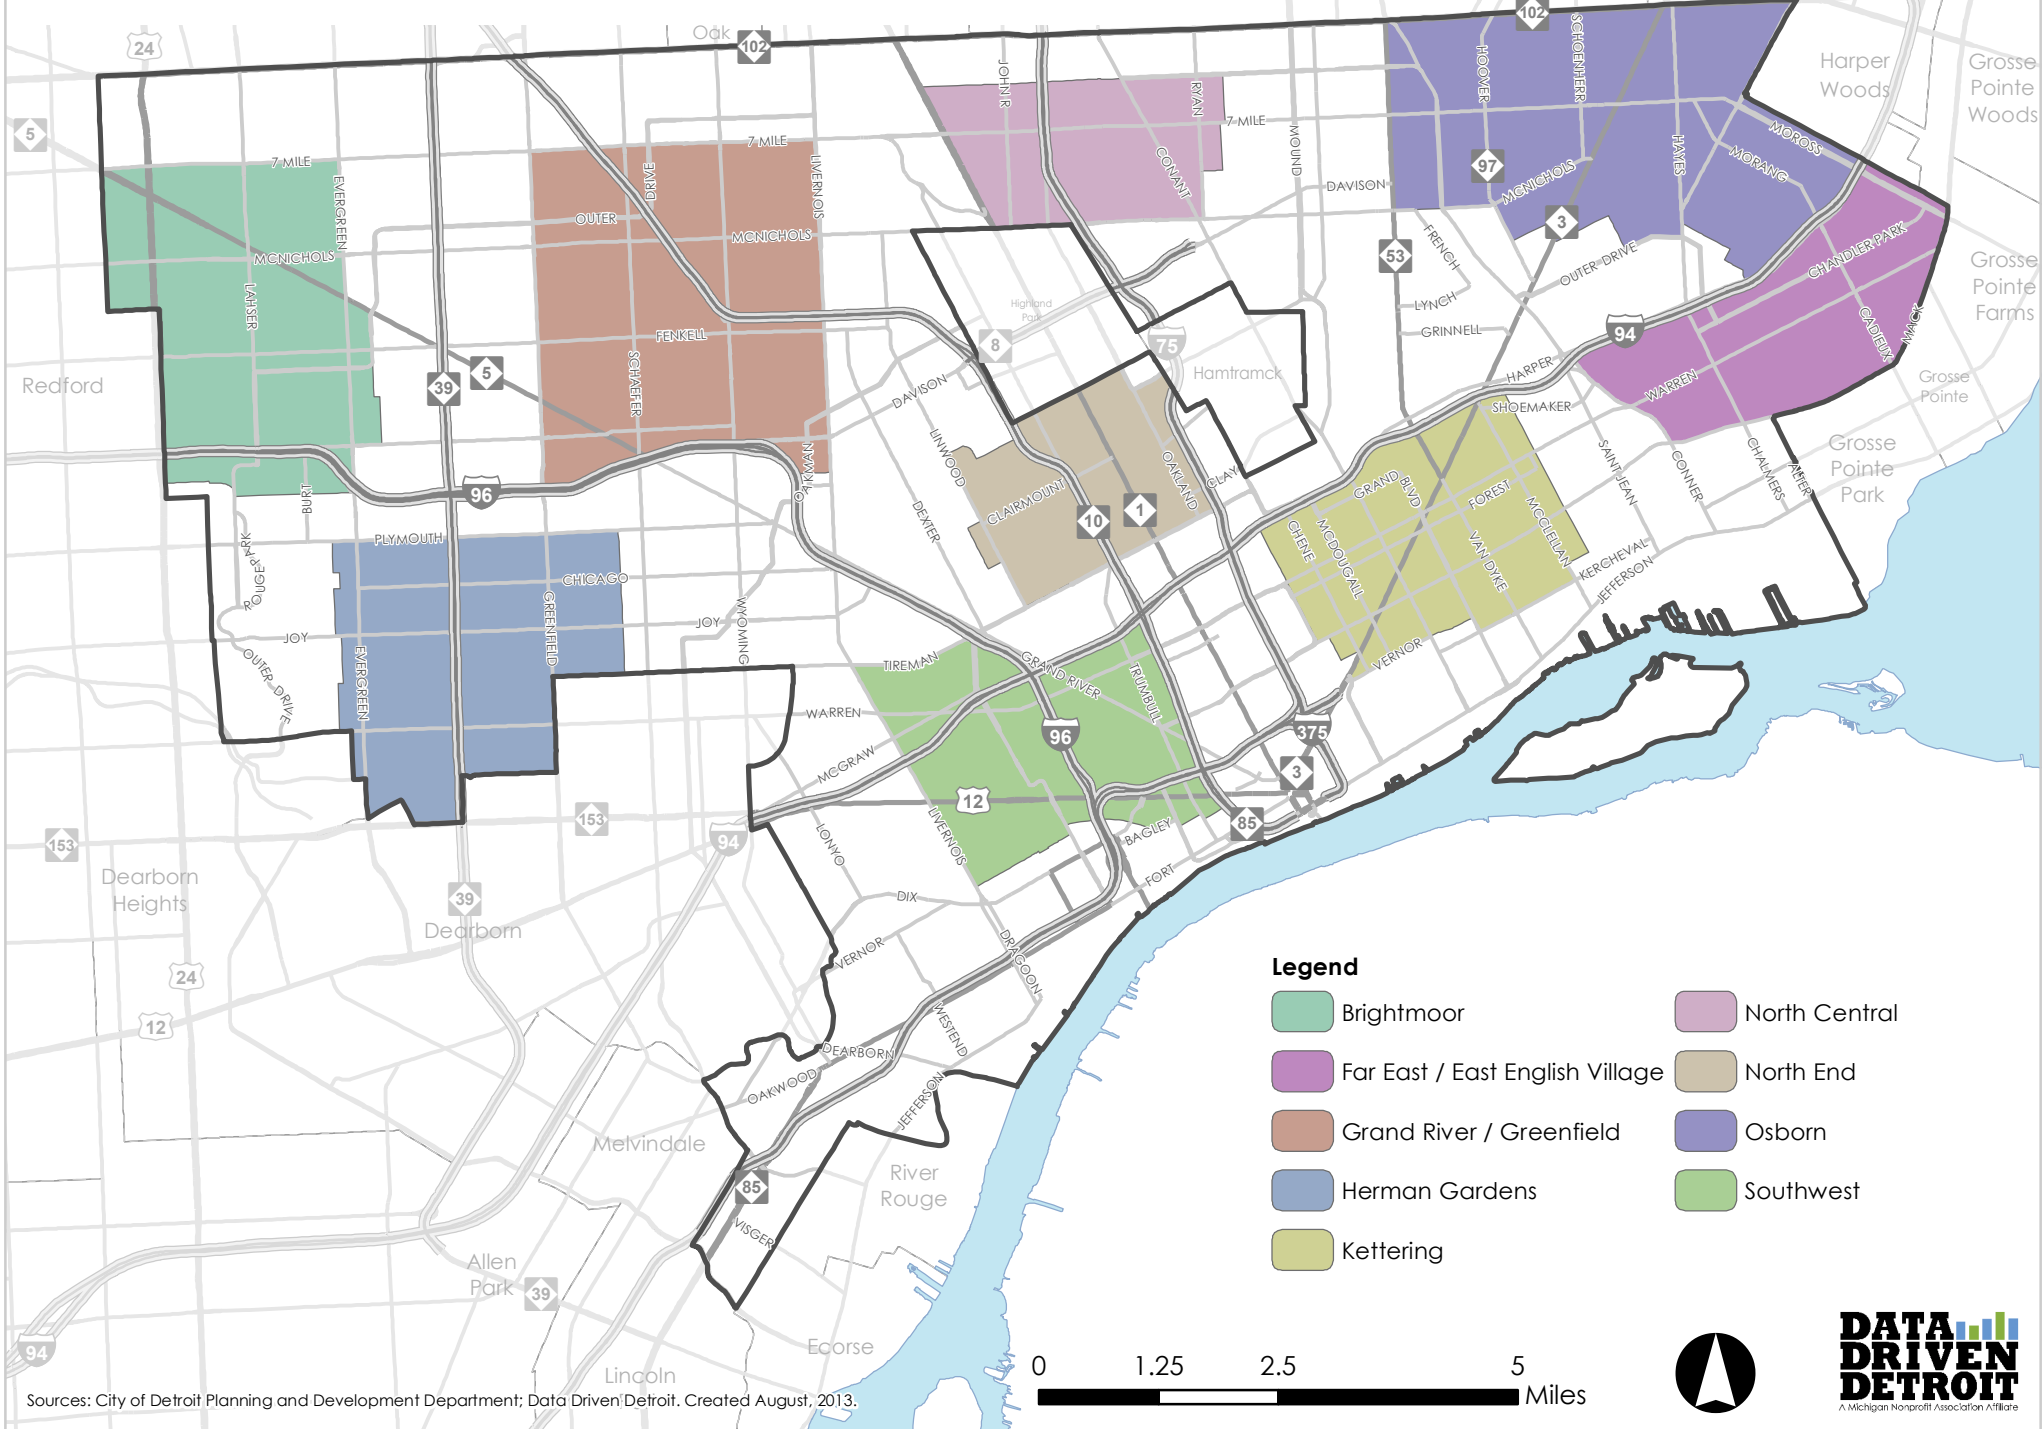 102
Oak
102
24
5
Harper
Woods
Grosse
Pointe
Woods
JOHN R
RYAN
HOOVER
SCHOENHERR
7 MILE
7 MILE
7 MILE
MOUND
MOROSS
MORANG
HAYES
97
MCNICHOLS
CONANT
DAVISON
EVERGREEN
DRIVE
LIVERNOIS
OUTER
MCNICHOLS
MCNICHOLS
3
53
FRENCH
OUTER DRIVE
CHANDLER PARK
Grosse
Pointe
Farms
LAHSER
Highland
Park
LYNCH
GRINNELL
94
CADIEUX
MACK
FENKELL
8
75
Hamtramck
Redford
39
5
SCHAEFER
DAVISON
HARPER
SHOEMAKER
WARREN
Grosse
Pointe
LINWOOD
OAKLAND
CLAY
SAINT JEAN
CONNER
CHALMERS
ALTER
Grosse
Pointe
Park
BURT
96
OAKMAN
DEXTER
CLAIRMOUNT
10
1
GRAND
BLVD
FOREST
CHENE
MCDOUGALL
VAN DYKE
MCCLELLAN
KERCHEVAL
JEFFERSON
PLYMOUTH
CHICAGO
ROUGE PARK
JOY
JOY
GREENFIELD
WYOMING
EVERGREEN
OUTER DRIVE
TIREMAN
GRAND RIVER
TRUMBULL
VERNOR
WARREN
MCGRAW
96
375
3
12
85
153
153
94
LONYO
LIVERNOIS
BAGLEY
FORT
Dearborn
Heights
39
Dearborn
DIX
VERNOR
DRAGOON
24
12
WESTEND
DEARBORN
OAKWOOD
JEFFERSON
Melvindale
River
Rouge
85
VISGER
Allen
Park
39
Ecorse
Lincoln
94
Legend
Brightmoor
Far East / East English Village
Grand River / Greenfield
Herman Gardens
Kettering
North Central
North End
Osborn
Southwest
0 1.25 2.5 5
Miles
DATA
DRIVEN
DETROIT
A Michigan Nonprofit Association Affiliate
Sources: City of Detroit Planning and Development Department; Data Driven Detroit. Created August, 2013.